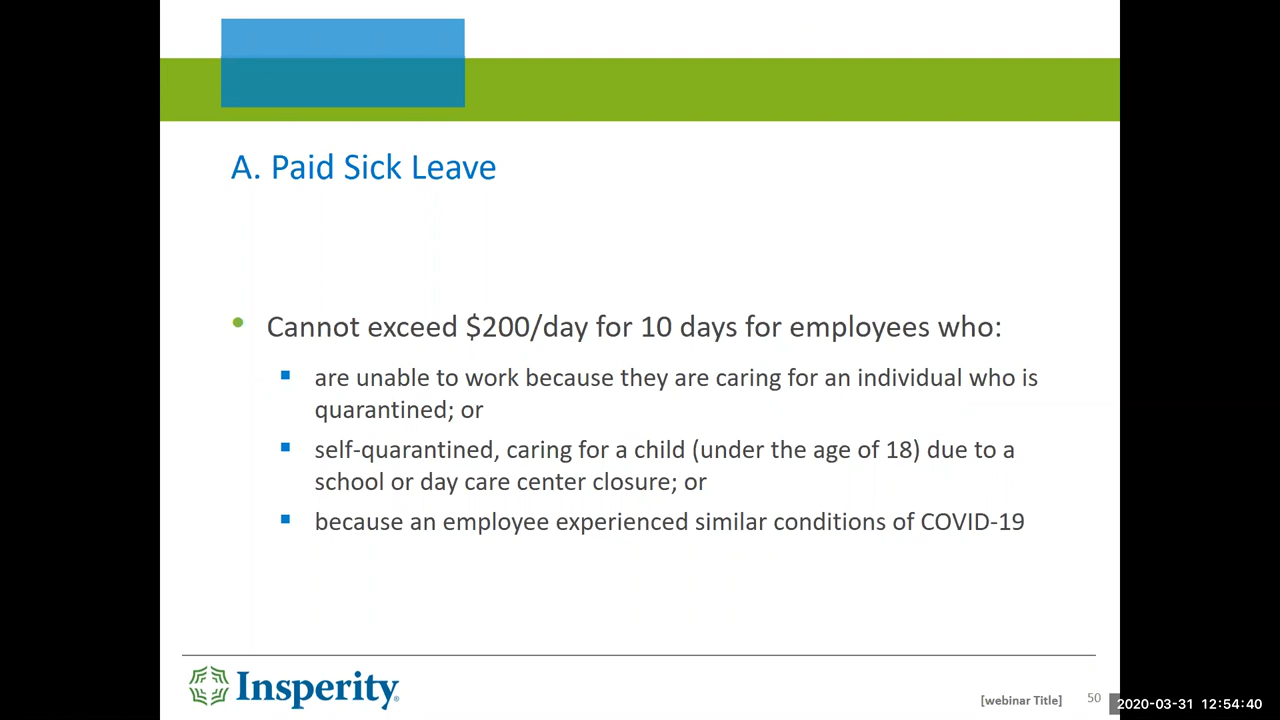 A. Paid Sick Leave
Cannot exceed $200/day for 10 days for employees who:
are unable to work because they are caring for an individual who is
quarantined; or
self-quarantined, caring for a child (under the age of 18) due to a
school or day care center closure; or
because an employee experienced similar conditions of COVID-19
Insperity®
[webinar Title]
50
2020-03-31 12:54:40